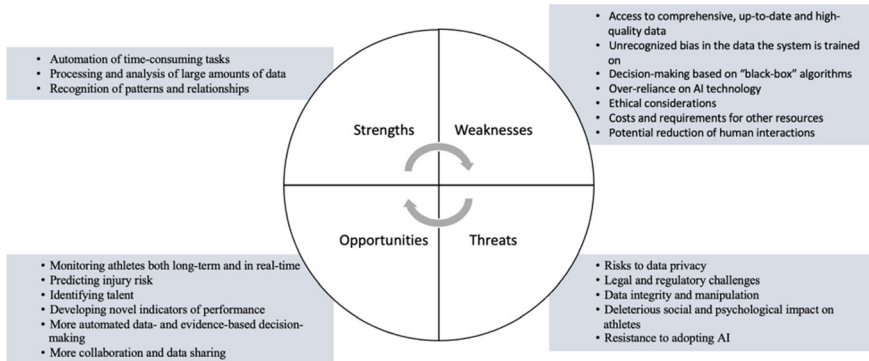 • Automation of time-consuming tasks
• Processing and analysis of large amounts of data
• Recognition of patterns and relationships
• Access to comprehensive, up-to-date and high-
quality data
• Unrecognized bias in the data the system is trained
on
• Decision-making based on “black-box” algorithms
• Over-reliance on AI technology
• Ethical considerations
• Costs and requirements for other resources
• Potential reduction of human interactions
Strengths
Weaknesses
Opportunities
Threats
• Monitoring athletes both long-term and in real-time
• Predicting injury risk
• Identifying talent
• Developing novel indicators of performance
• More automated data- and evidence-based decision-
making
• More collaboration and data sharing
• Risks to data privacy
• Legal and regulatory challenges
• Data integrity and manipulation
• Deleterious social and psychological impact on
athletes
• Resistance to adopting AI